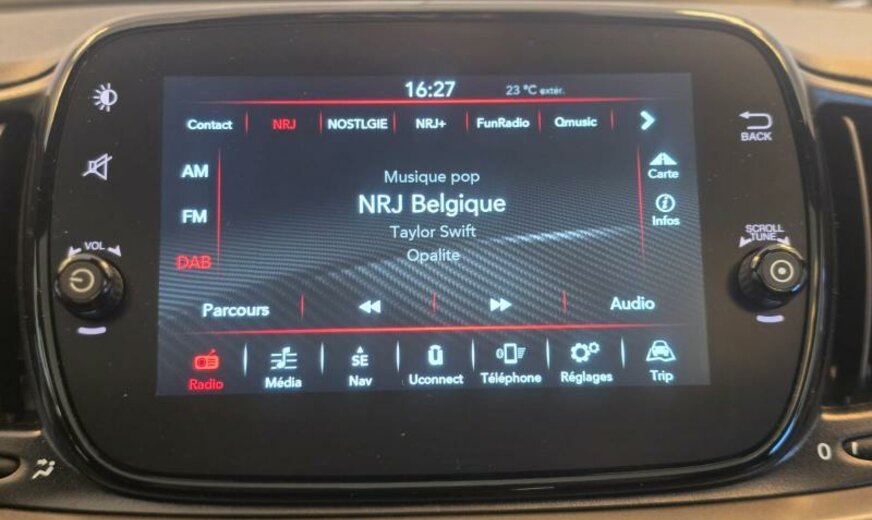 16:27 23 °C extér.
Contact NRJ NOSTLGIE NRJ+ FunRadio Qmusic
BACK
AM
Carte
Musique pop
NRJ Belgique
FM
Infos
Taylor Swift
VOL
SCROLL
TUNE
Opalite
DAB
Parcours Audio
Radio Média SE Nav Uconnect Téléphone Réglages Trip
0